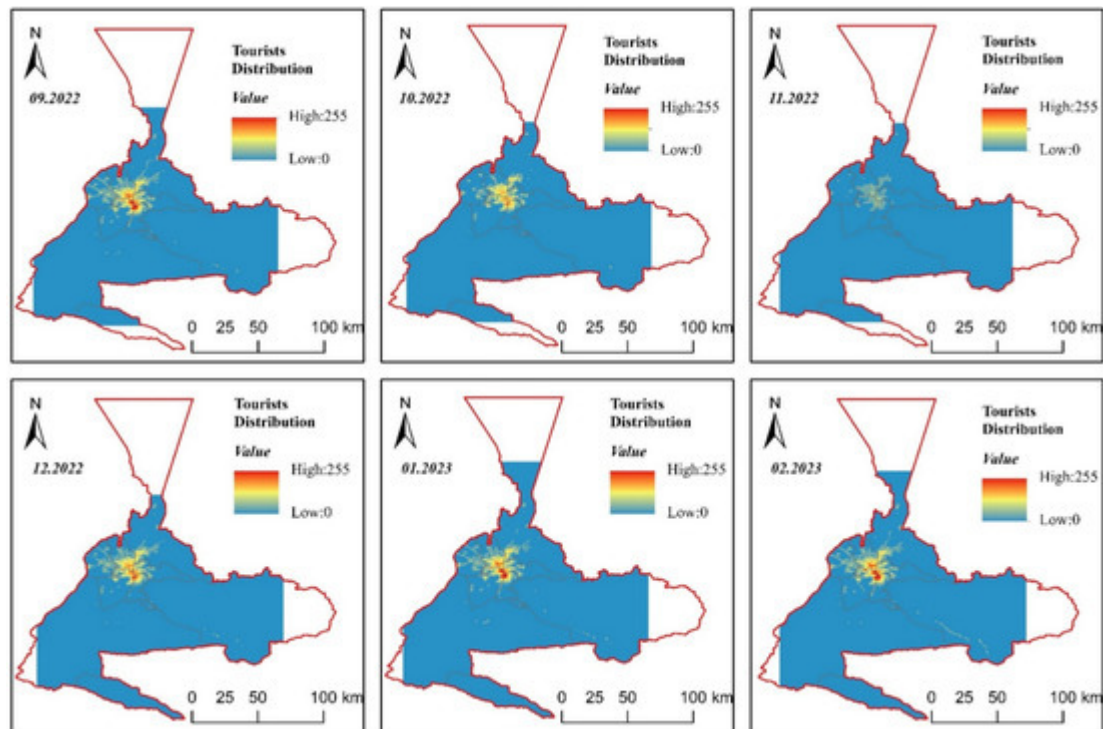 N
09.2022
Tourists
Distribution
Value
High:255
Low:0
0 25 50 100 km
N
10.2022
Tourists
Distribution
Value
High:255
Low:0
0 25 50 100 km
N
11.2022
Tourists
Distribution
Value
High:255
Low:0
0 25 50 100 km
N
12.2022
Tourists
Distribution
Value
High:255
Low:0
0 25 50 100 km
N
01.2023
Tourists
Distribution
Value
High:255
Low:0
0 25 50 100 km
N
02.2023
Tourists
Distribution
Value
High:255
Low:0
0 25 50 100 km